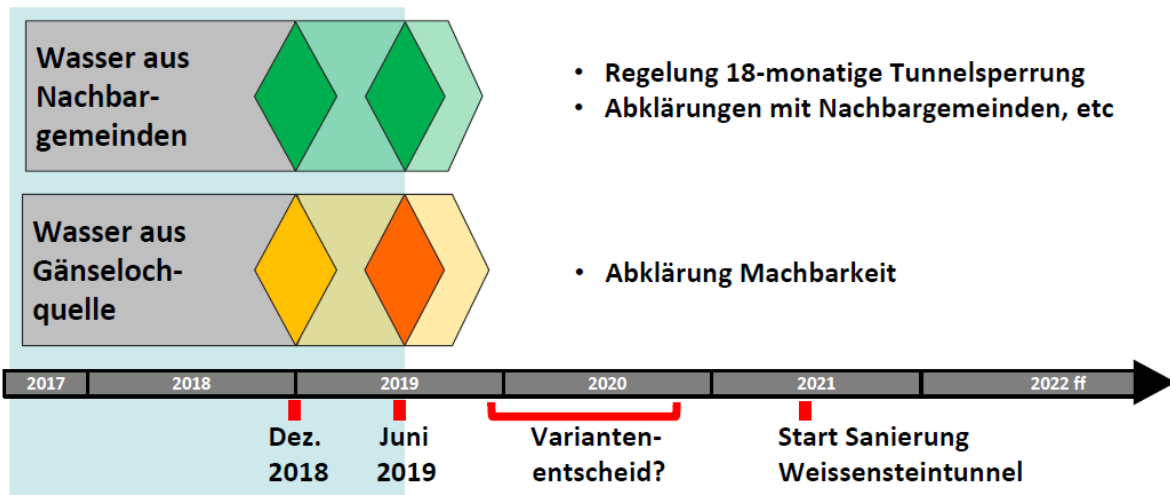 Wasser aus
Nachbar-
gemeinden
• Regelung 18-monatige Tunnelsperrung
• Abklärungen mit Nachbargemeinden, etc
Wasser aus
Gänseloch-
quelle
• Abklärung Machbarkeit
2017 2018 2019 2020 2021 2022 ff
Dez.
2018
Juni
2019
Varianten-
entscheid?
Start Sanierung
Weissensteintunnel